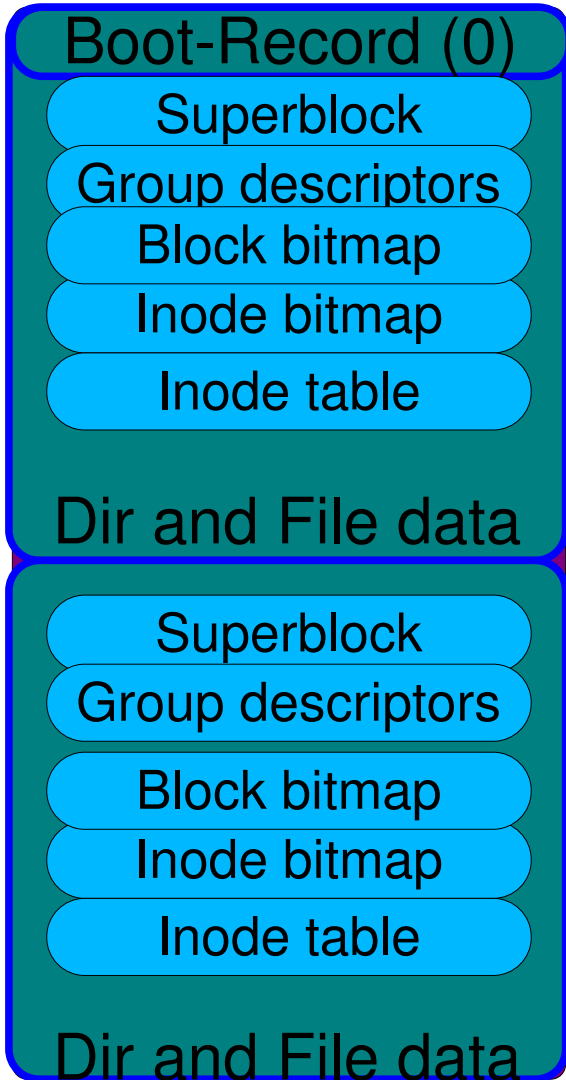 Boot-Record (0)
Superblock
Group descriptors
Block bitmap
Inode bitmap
Inode table
Dir and File data
Superblock
Group descriptors
Block bitmap
Inode bitmap
Inode table
Dir and File data